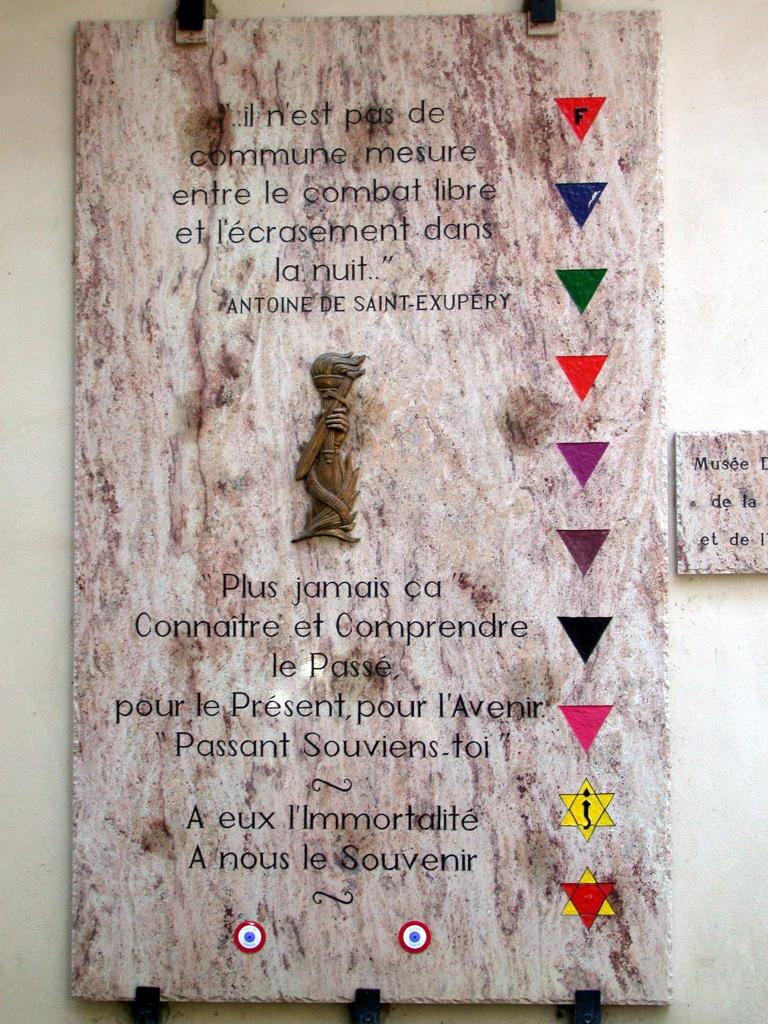 "..il n'est pas de
commune mesure
entre le combat libre
et l'écrasement dans
la nuit.."
ANTOINE DE SAINT-EXUPÉRY
F
"Plus jamais ça"
Connaître et Comprendre
le Passé,
pour le Présent, pour l'Avenir.
"Passant Souviens-toi"
A eux l'Immortalité
A nous le Souvenir
J
Musée
de la
et de l'